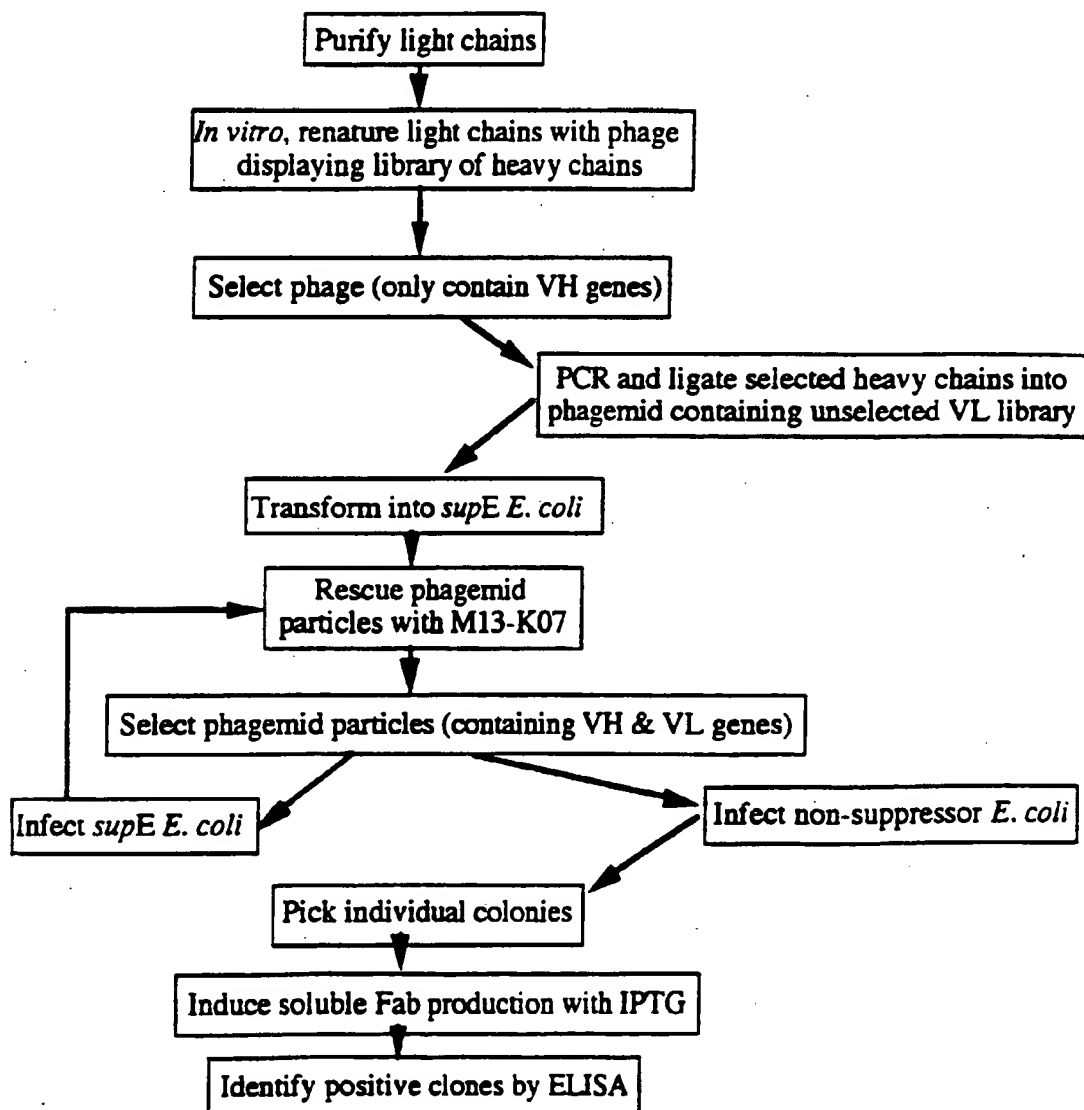 Purify light chains
In vitro, renature light chains with phage
displaying library of heavy chains
Select phage (only contain VH genes)
PCR and ligate selected heavy chains into
phagemid containing unselected VL library
Transform into supE E. coli
Rescue phagemid
particles with M13-K07
Select phagemid particles (containing VH & VL genes)
Infect supE E. coli
Infect non-suppressor E. coli
Pick individual colonies
Induce soluble Fab production with IPTG
Identify positive clones by ELISA